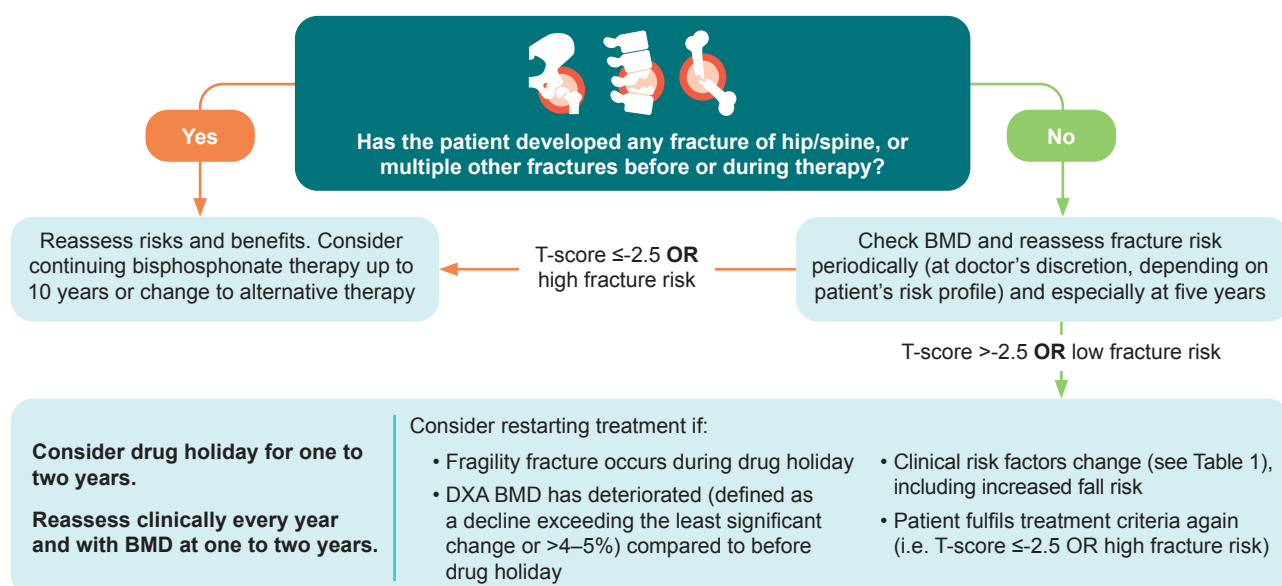 Has the patient developed any fracture of hip/spine, or
multiple other fractures before or during therapy?
Yes
No
Reassess risks and benefits. Consider
continuing bisphosphonate therapy up to
10 years or change to alternative therapy
T-score ≤-2.5 OR
high fracture risk
Check BMD and reassess fracture risk
periodically (at doctor’s discretion, depending on
patient’s risk profile) and especially at five years
T-score >-2.5 OR low fracture risk
Consider drug holiday for one to
two years.
Reassess clinically every year
and with BMD at one to two years.
Consider restarting treatment if:
• Fragility fracture occurs during drug holiday
• DXA BMD has deteriorated (defined as
a decline exceeding the least significant
change or >4–5%) compared to before
drug holiday
• Clinical risk factors change (see Table 1),
including increased fall risk
• Patient fulfils treatment criteria again
(i.e. T-score ≤-2.5 OR high fracture risk)